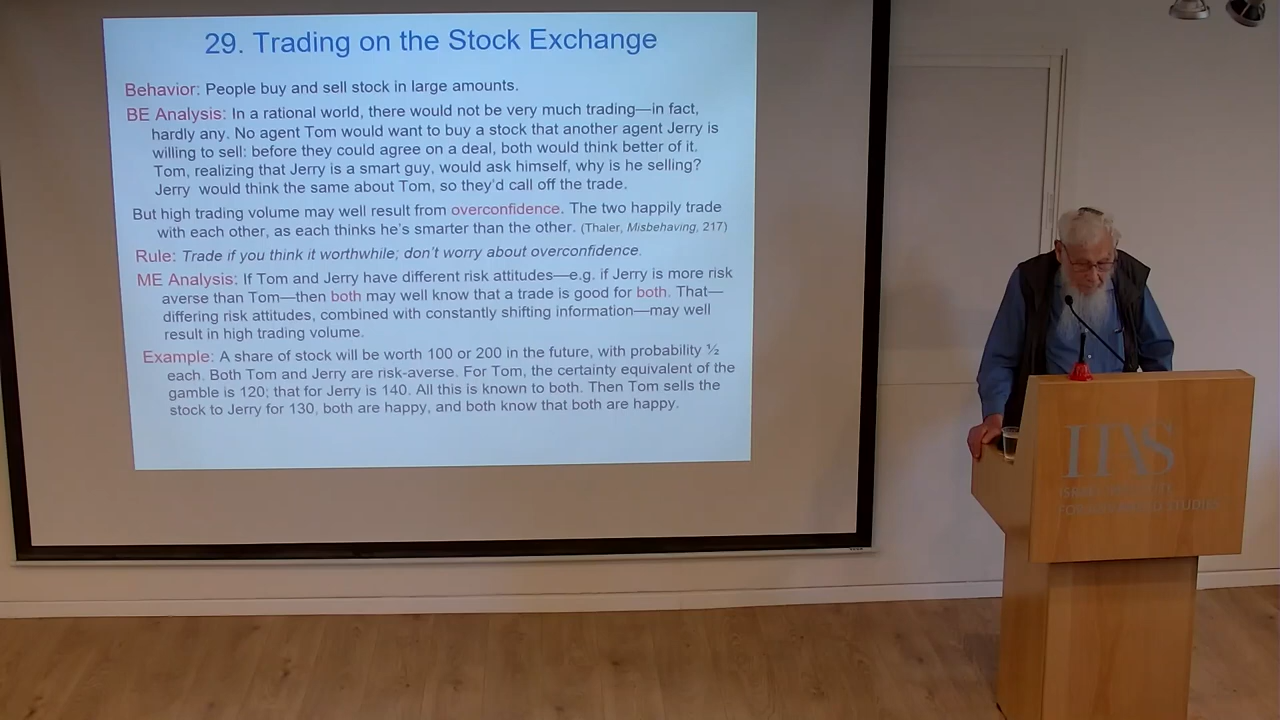 29. Trading on the Stock Exchange
Behavior: People buy and sell stock in large amounts.
BE Analysis: In a rational world, there would not be very much trading—in fact,
hardly any. No agent Tom would want to buy a stock that another agent Jerry is
willing to sell: before they could agree on a deal, both would think better of it.
Tom, realizing that Jerry is a smart guy, would ask himself, why is he selling?
Jerry would think the same about Tom, so they'd call off the trade.
But high trading volume may well result from overconfidence. The two happily trade
with each other, as each thinks he's smarter than the other. (Thaler, Misbehaving, 217)
Rule: Trade if you think it worthwhile; don't worry about overconfidence.
ME Analysis: If Tom and Jerry have different risk attitudes—e.g. if Jerry is more risk
averse than Tom—then both may well know that a trade is good for both. That—
differing risk attitudes, combined with constantly shifting information—may well
result in high trading volume.
Example: A share of stock will be worth 100 or 200 in the future, with probability ½
each. Both Tom and Jerry are risk-averse. For Tom, the certainty equivalent of the
gamble is 120; that for Jerry is 140. All this is known to both. Then Tom sells the
stock to Jerry for 130, both are happy, and both know that both are happy.
IIAS
ISRAEL INSTITUTE
FOR ADVANCED STUDIES